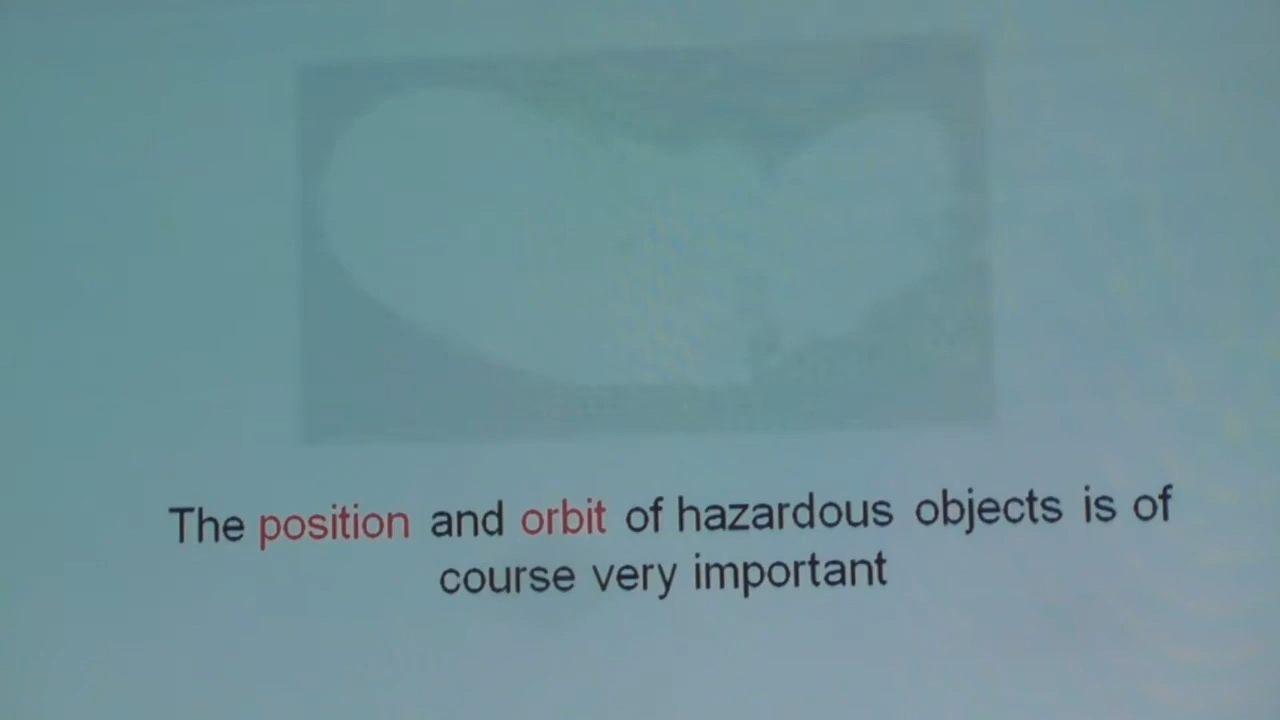 The position and orbit of hazardous objects is of
course very important